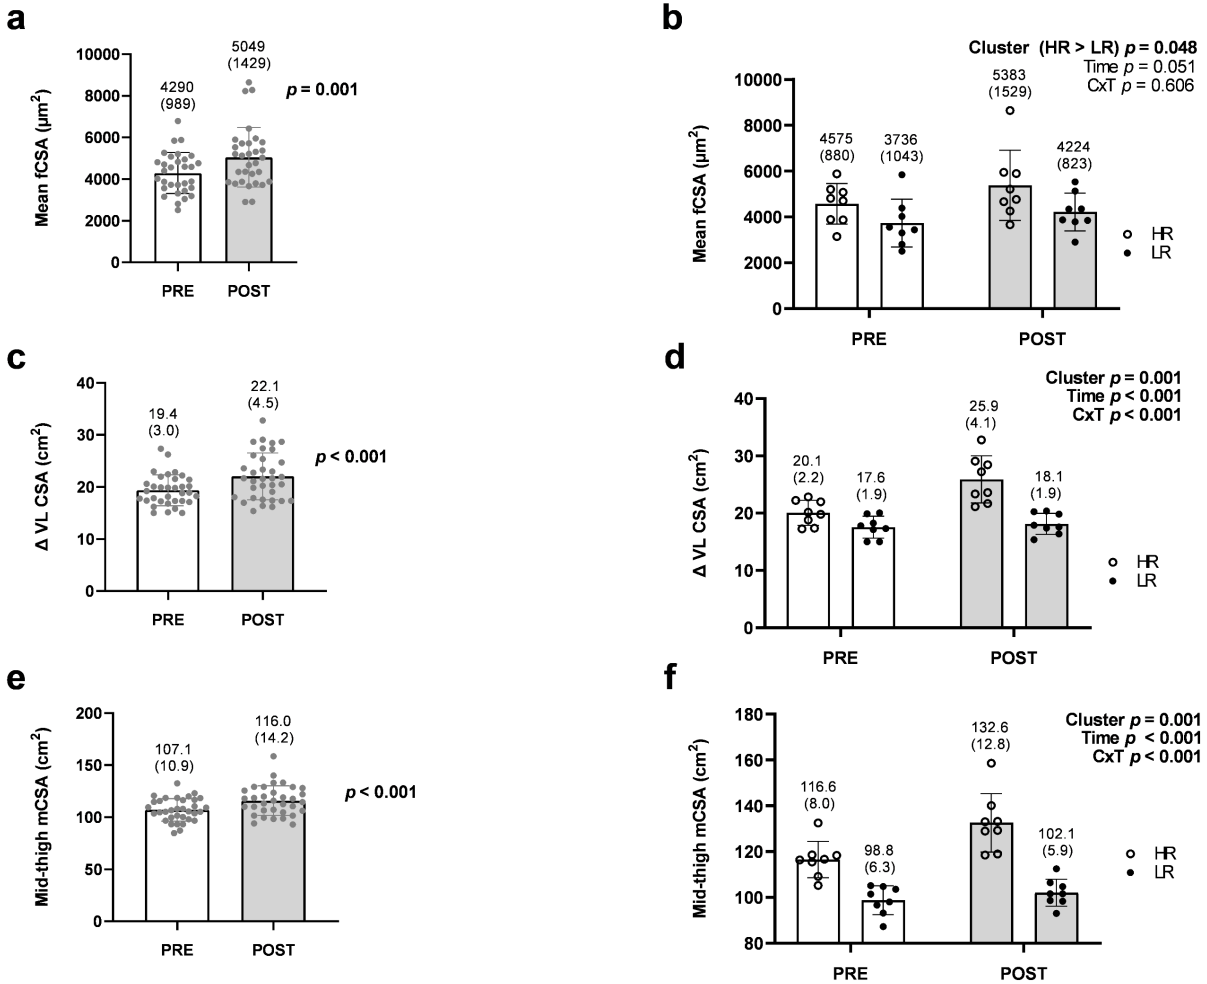 a
10000
8000
6000
4000
2000
0
Mean fCSA (µm²)
4290
(989)
5049
(1429)
p = 0.001
PRE
POST
b
Cluster (HR > LR) p = 0.048
Time p = 0.051
CxT p = 0.606
10000
8000
6000
4000
2000
0
Mean fCSA (µm²)
4575
(880)
3736
(1043)
5383
(1529)
4224
(823)
HR
LR
PRE
POST
c
40
30
20
10
0
Δ VL CSA (cm²)
19.4
(3.0)
22.1
(4.5)
p < 0.001
PRE
POST
d
Cluster p = 0.001
Time p < 0.001
CxT p < 0.001
40
30
20
10
0
Δ VL CSA (cm²)
20.1
(2.2)
17.6
(1.9)
25.9
(4.1)
18.1
(1.9)
HR
LR
PRE
POST
e
200
150
100
50
0
Mid-thigh mCSA (cm²)
107.1
(10.9)
116.0
(14.2)
p < 0.001
PRE
POST
f
Cluster p = 0.001
Time p < 0.001
CxT p < 0.001
180
160
140
120
100
80
Mid-thigh mCSA (cm²)
116.6
(8.0)
98.8
(6.3)
132.6
(12.8)
102.1
(5.9)
HR
LR
PRE
POST